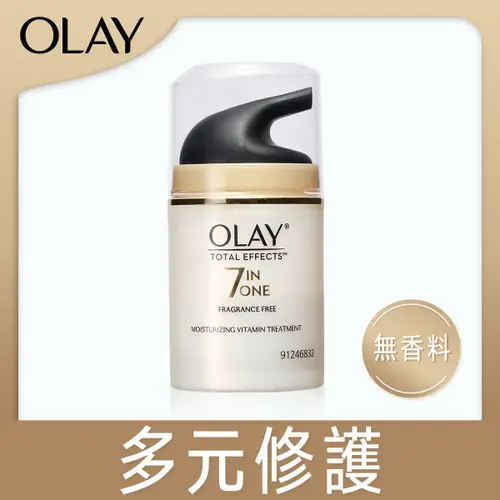 OLAY
OLAY®
TOTAL EFFECTS™
7 IN ONE
FRAGRANCE FREE
MOISTURIZING VITAMIN TREATMENT
91246832
無香料
多元修護